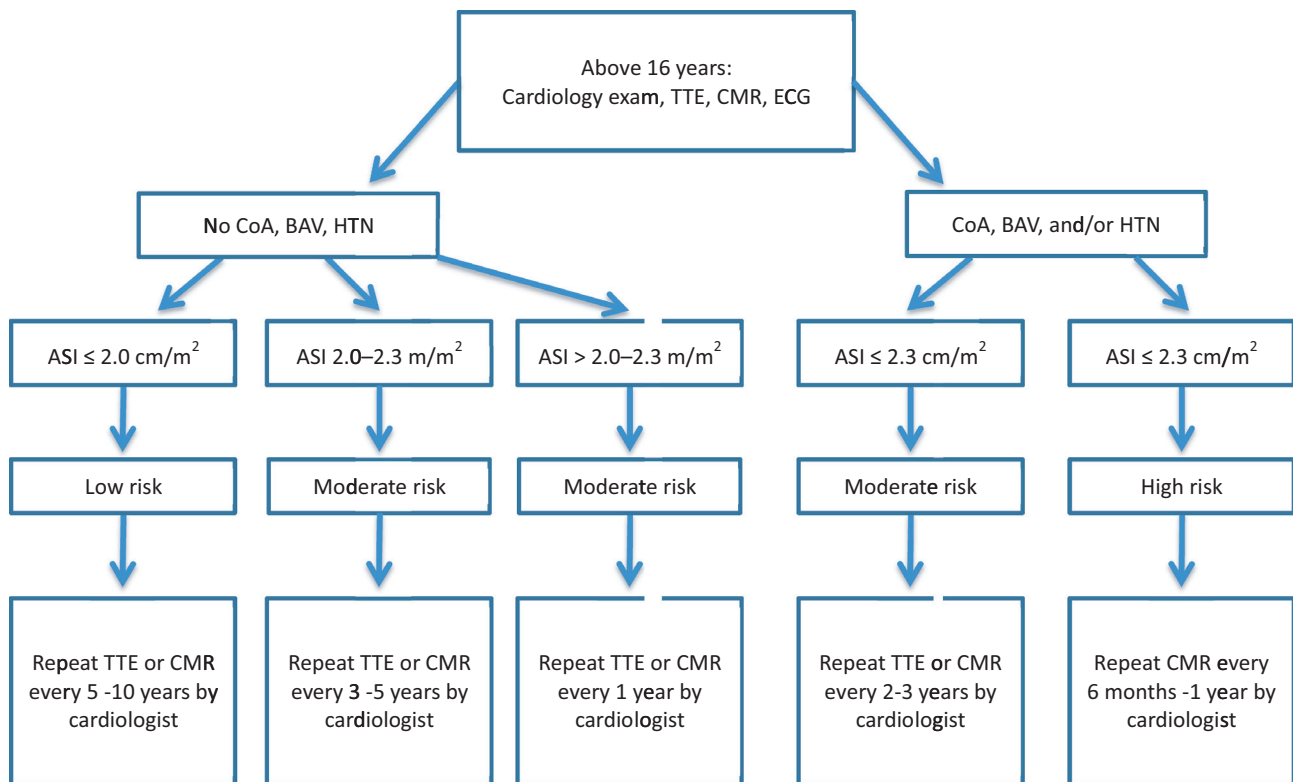 Above 16 years:
Cardiology exam, TTE, CMR, ECG
No CoA, BAV, HTN
CoA, BAV, and/or HTN
ASI ≤ 2.0 cm/m²
ASI 2.0–2.3 m/m²
ASI > 2.0–2.3 m/m²
ASI ≤ 2.3 cm/m²
ASI ≤ 2.3 cm/m²
Low risk
Moderate risk
Moderate risk
Moderate risk
High risk
Repeat TTE or CMR
every 5 -10 years by
cardiologist
Repeat TTE or CMR
every 3 -5 years by
cardiologist
Repeat TTE or CMR
every 1 year by
cardiologist
Repeat TTE or CMR
every 2-3 years by
cardiologist
Repeat CMR every
6 months -1 year by
cardiologist